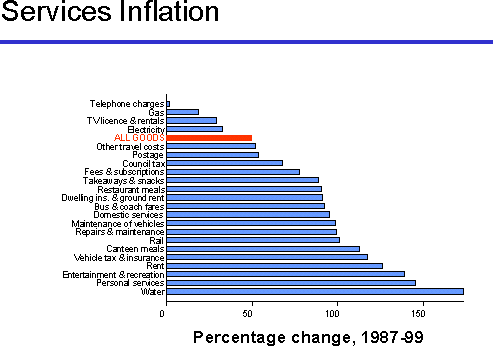 Services Inflation
Telephone charges
Gas
TV licence & rentals
Electricity
ALL GOODS
Other travel costs
Postage
Council tax
Fees & subscriptions
Takeaways & snacks
Restaurant meals
Dwelling ins. & ground rent
Bus & coach fares
Domestic services
Maintenance of vehicles
Repairs & maintenance
Rail
Canteen meals
Vehicle tax & insurance
Rent
Entertainment & recreation
Personal services
Water
0 50 100 150
Percentage change, 1987-99